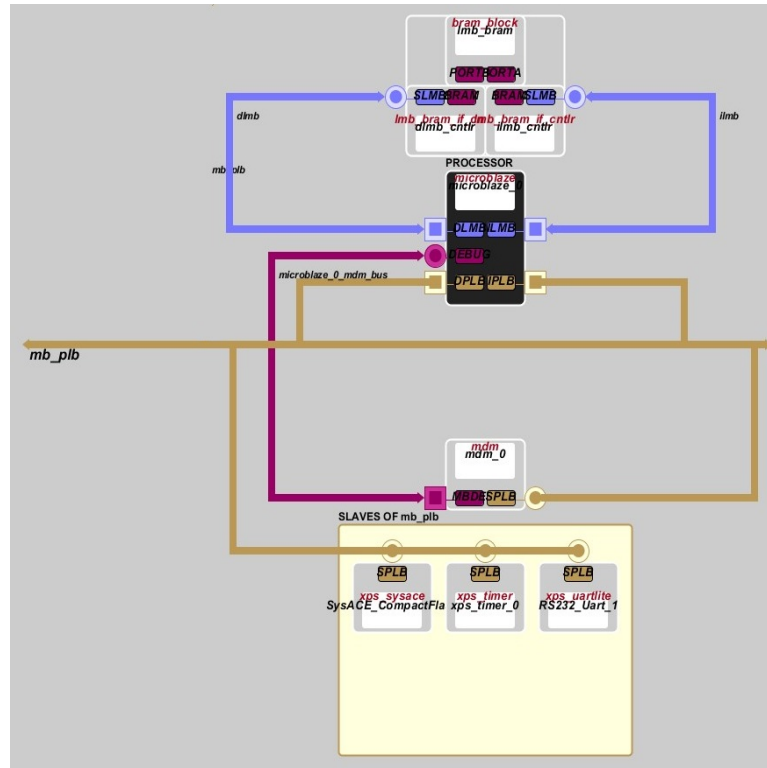 bram_block
lmb_bram
PORTB PORTA
SLMB BRAM BRAM SLMB
lmb_bram_if_cntlr lmb_bram_if_cntlr
dlmb_cntlr ilmb_cntlr
dlmb
ilmb
PROCESSOR
mb_plb
microblaze
microblaze_0
DLMB ILMB
DEBUG
microblaze_0_mdm_bus
DPLB IPLB
mb_plb
mdm
mdm_0
SPLB
SLAVES OF mb_plb
SPLB SPLB SPLB
xps_sysace xps_timer xps_uartlite
SysACE_CompactFla xps_timer_0 RS232_Uart_1